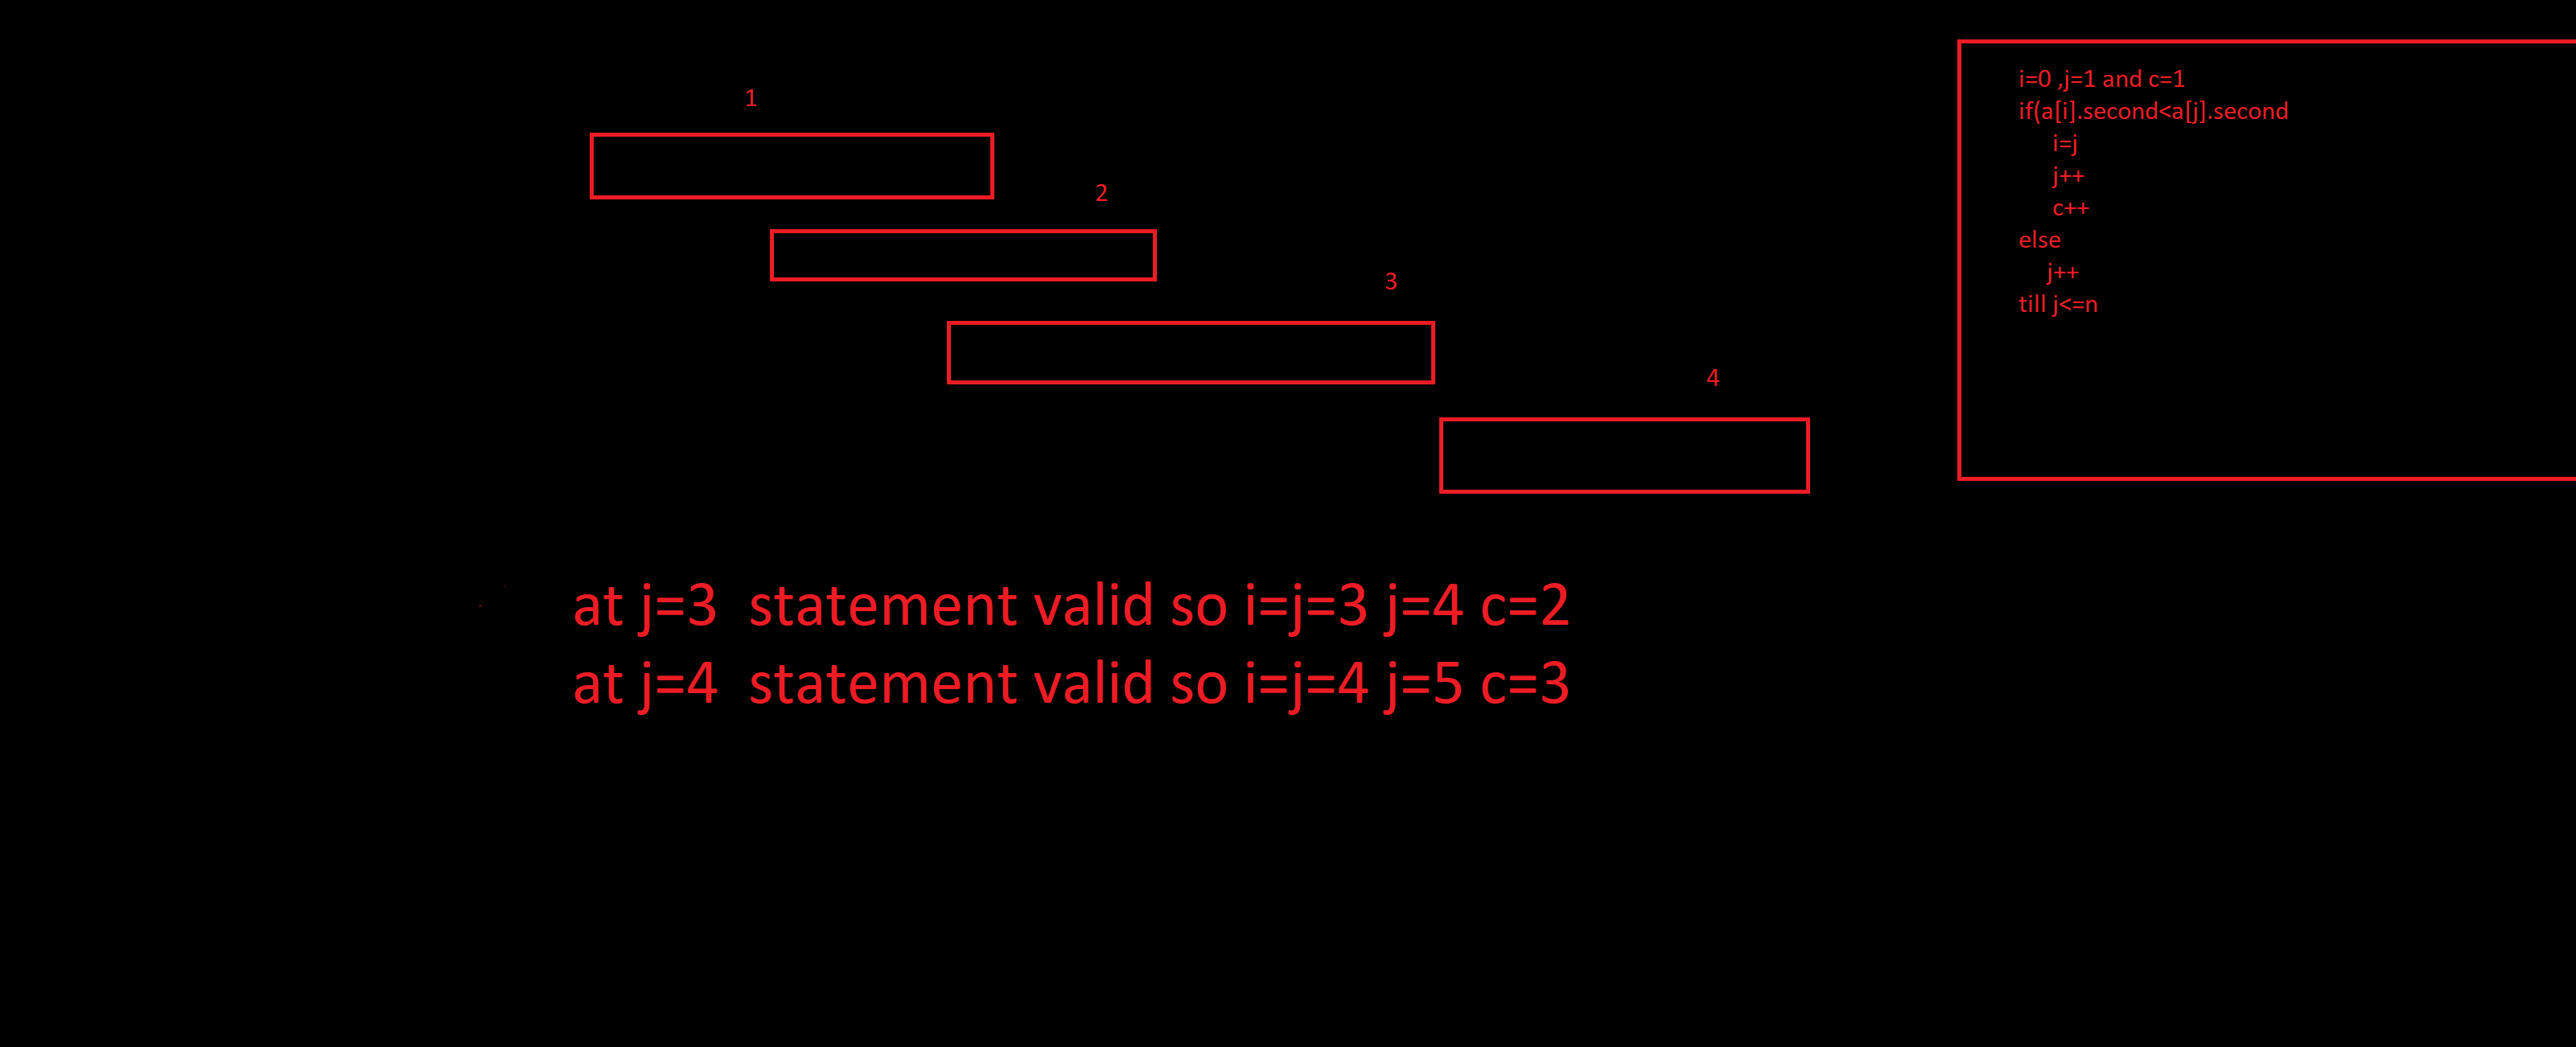 1
2
3
4
i=0 ,j=1 and c=1
if(a[i].second<a[j].second
i=j
j++
c++
else
j++
till j<=n
at j=3 statement valid so i=j=3 j=4 c=2
at j=4 statement valid so i=j=4 j=5 c=3